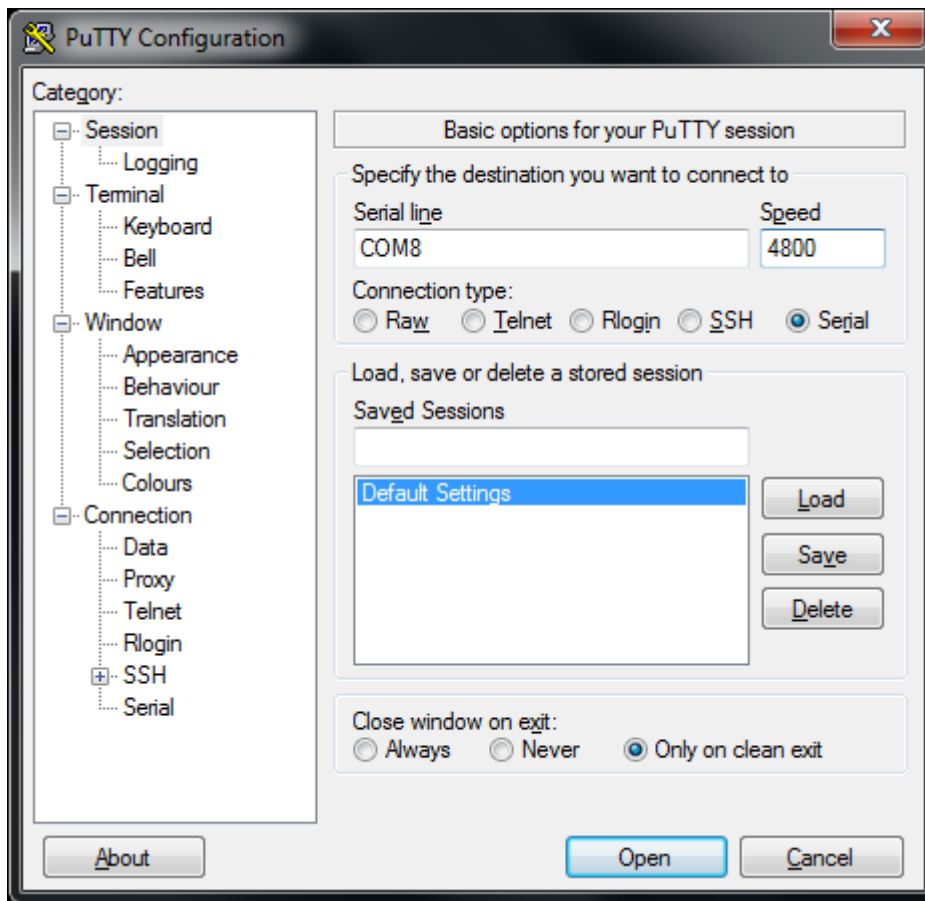 PuTTY Configuration
X
Category:
Session
Logging
Terminal
Keyboard
Bell
Features
Window
Appearance
Behaviour
Translation
Selection
Colours
Connection
Data
Proxy
Telnet
Rlogin
SSH
Serial
Basic options for your PuTTY session
Specify the destination you want to connect to
Serial line Speed
COM8 4800
Connection type:
Raw Telnet Rlogin SSH Serial
Load, save or delete a stored session
Saved Sessions
Default Settings
Load
Save
Delete
Close window on exit:
Always Never Only on clean exit
About Open Cancel